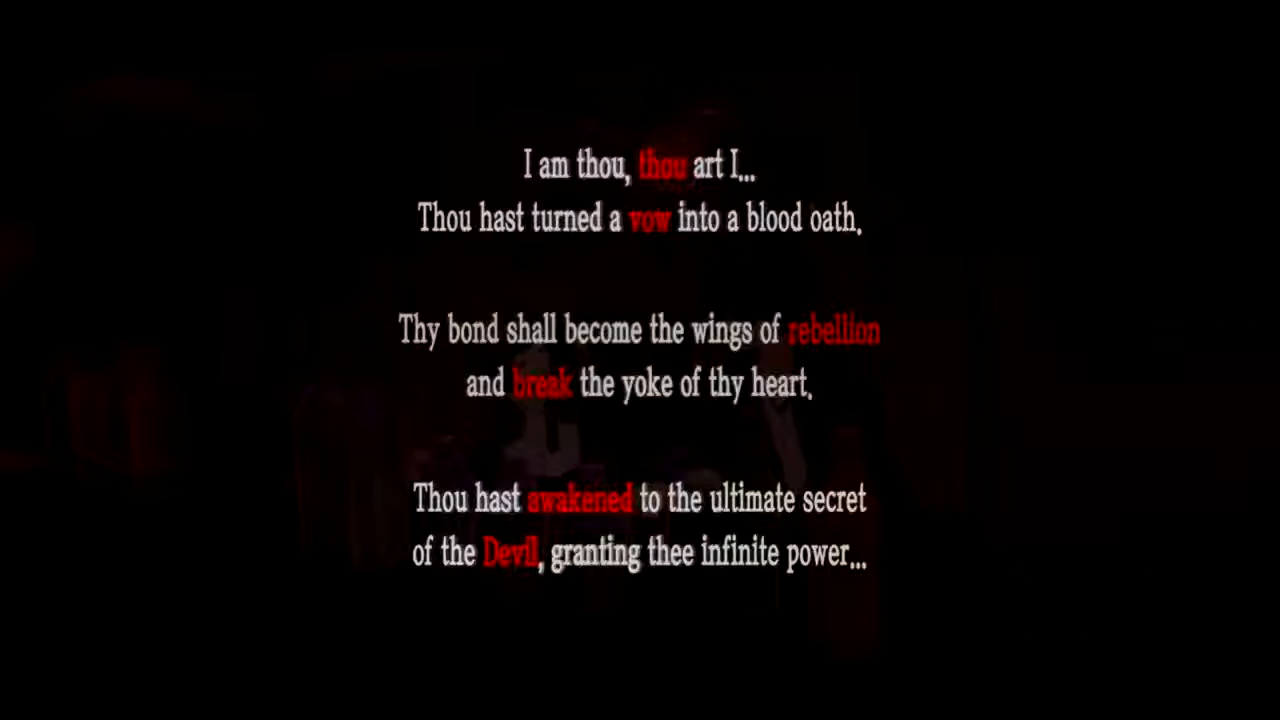 I am thou, thou art I...
Thou hast turned a vow into a blood oath.
Thy bond shall become the wings of rebellion
and break the yoke of thy heart.
Thou hast awakened to the ultimate secret
of the Devil, granting thee infinite power...